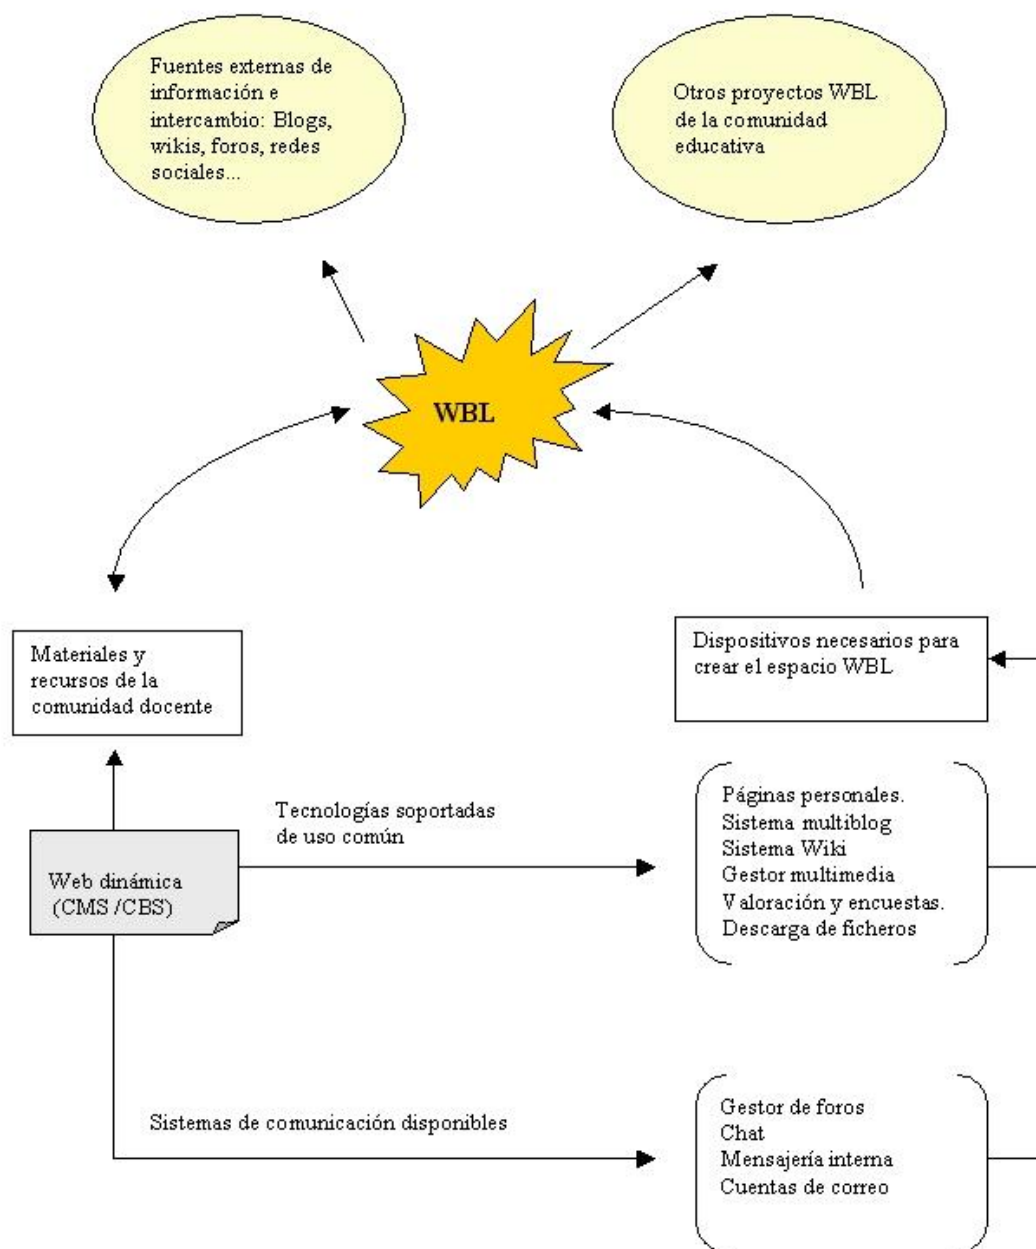 Fuentes externas de
información e
intercambio: Blogs,
wikis, foros, redes
sociales...
Otros proyectos WBL
de la comunidad
educativa
WBL
Materiales y
recursos de la
comunidad docente
Dispositivos necesarios para
crear el espacio WBL
Tecnologías soportadas
de uso común
Páginas personales.
Sistema multiblog
Sistema Wiki
Gestor multimedia
Valoración y encuestas.
Descarga de ficheros
Web dinámica
(CMS /CBS)
Sistemas de comunicación disponibles
Gestor de foros
Chat
Mensajería interna
Cuentas de correo